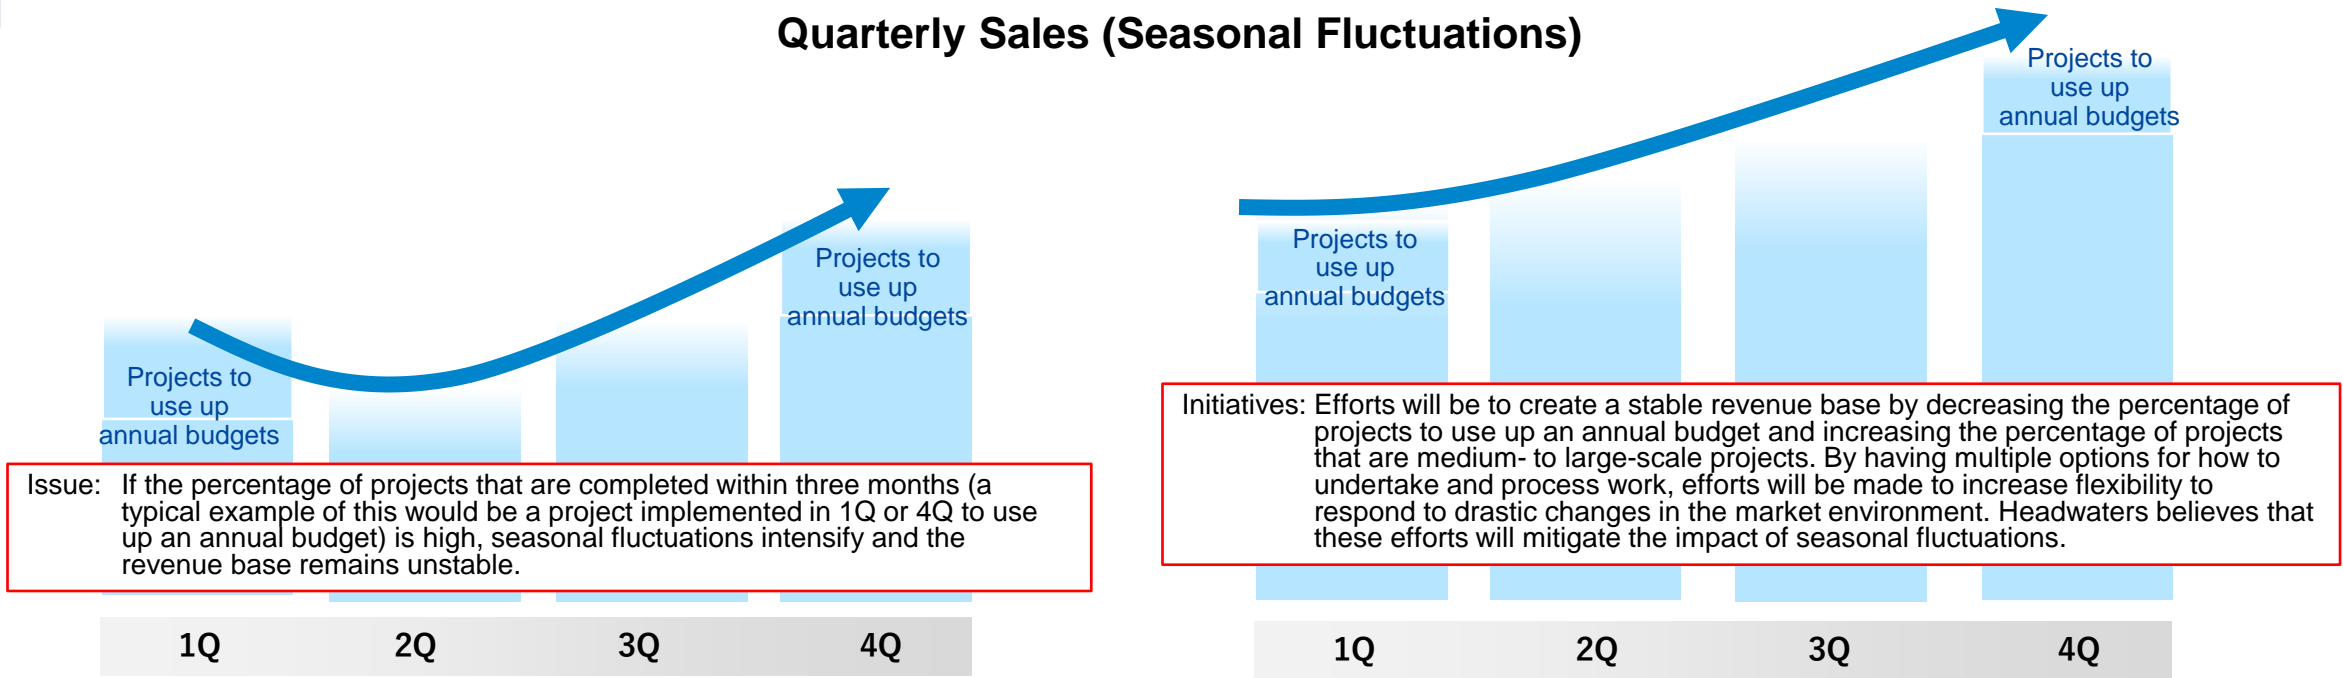 Quarterly Sales (Seasonal Fluctuations)
Projects to
use up
annual budgets
Projects to
use up
annual budgets
Issue: If the percentage of projects that are completed within three months (a
typical example of this would be a project implemented in 1Q or 4Q to use
up an annual budget) is high, seasonal fluctuations intensify and the
revenue base remains unstable.
1Q 2Q 3Q 4Q
Projects to
use up
annual budgets
Projects to
use up
annual budgets
Initiatives: Efforts will be to create a stable revenue base by decreasing the percentage of
projects to use up an annual budget and increasing the percentage of projects
that are medium- to large-scale projects. By having multiple options for how to
undertake and process work, efforts will be made to increase flexibility to
respond to drastic changes in the market environment. Headwaters believes that
these efforts will mitigate the impact of seasonal fluctuations.
1Q 2Q 3Q 4Q